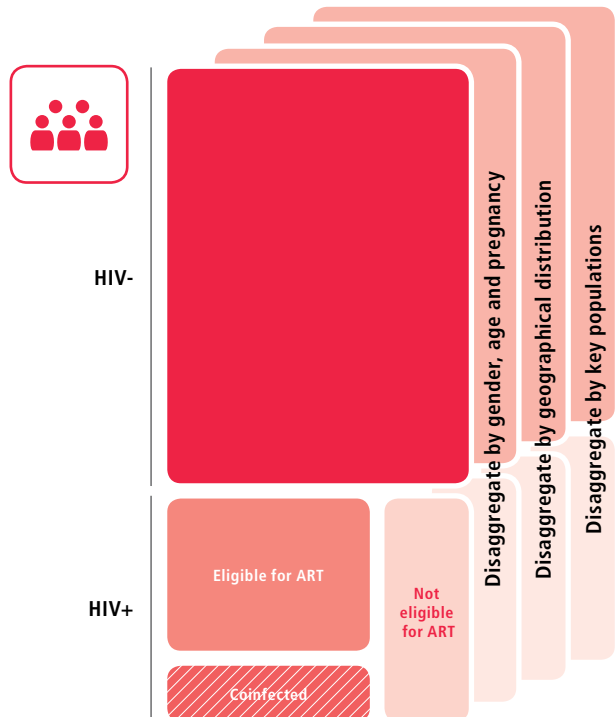 HIV-
Disaggregate by gender, age and pregnancy
Disaggregate by geographical distribution
Disaggregate by key populations
HIV+
Eligible for ART
Not
eligible
for ART
Coinfected